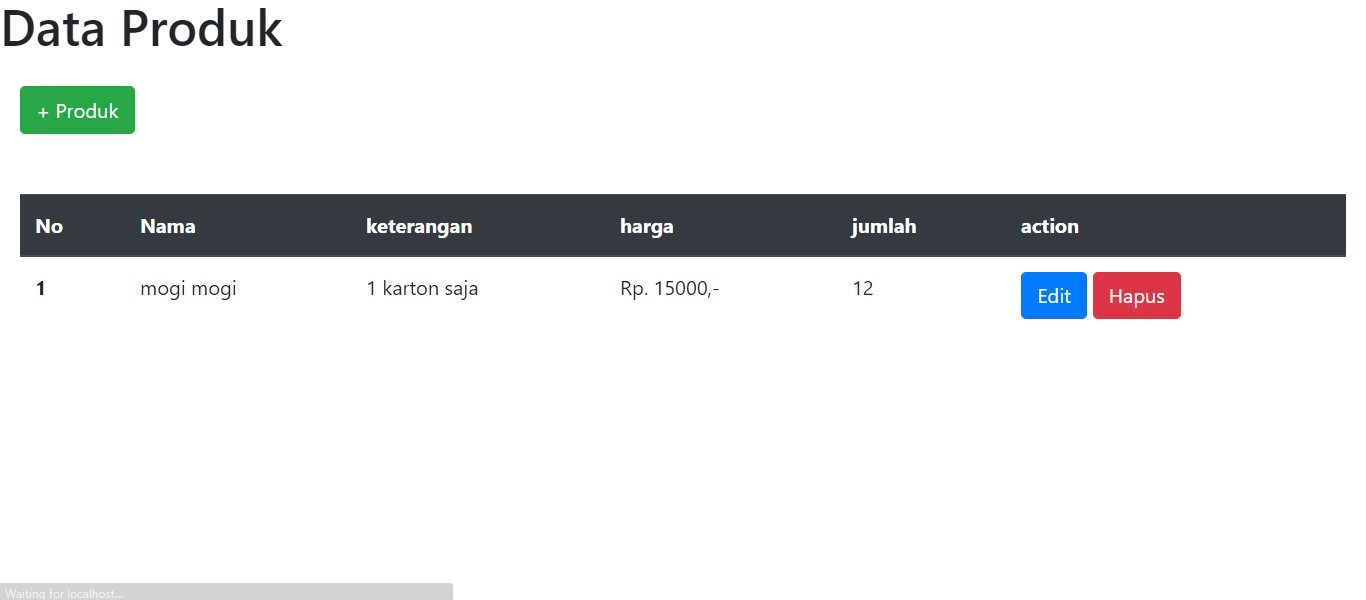 Data Produk
+ Produk
No Nama keterangan harga jumlah action
1 mogi mogi 1 karton saja Rp. 15000,- 12 Edit Hapus
Waiting for localhost...